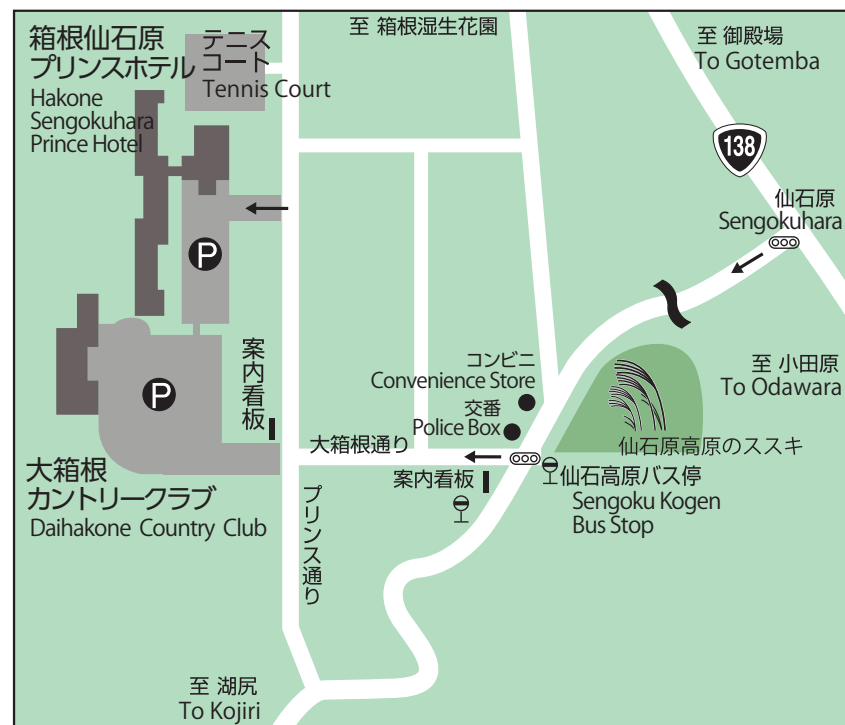 箱根仙石原
プリンスホテル
Hakone
Sengokuhara
Prince Hotel
テニス
コート
Tennis Court
至 箱根湿生花園
至 御殿場
To Gotemba
138
仙石原
Sengokuhara
P
P
案内看板
コンビニ
Convenience Store
交番
Police Box
至 小田原
To Odawara
仙石原高原のススキ
大箱根通り
案内看板
仙石高原バス停
Sengoku Kogen
Bus Stop
大箱根
カントリークラブ
Daihakone Country Club
プリンス通り
至 湖尻
To Kojiri